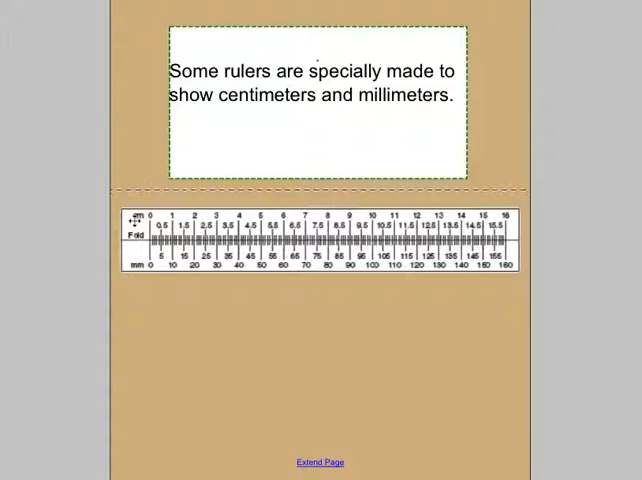 Some rulers are specially made to
show centimeters and millimeters.
cm 0 1 2 3 4 5 6 7 8 9 10 11 12 13 14 15 16
0.5 1.5 2.5 3.5 4.5 5.5 6.5 7.5 8.5 9.5 10.5 11.5 12.5 13.5 14.5 15.5
Fold
5 15 25 35 45 55 65 75 85 95 105 115 125 135 145 155
mm 0 10 20 30 40 50 60 70 80 90 100 110 120 130 140 150 160
Extend Page